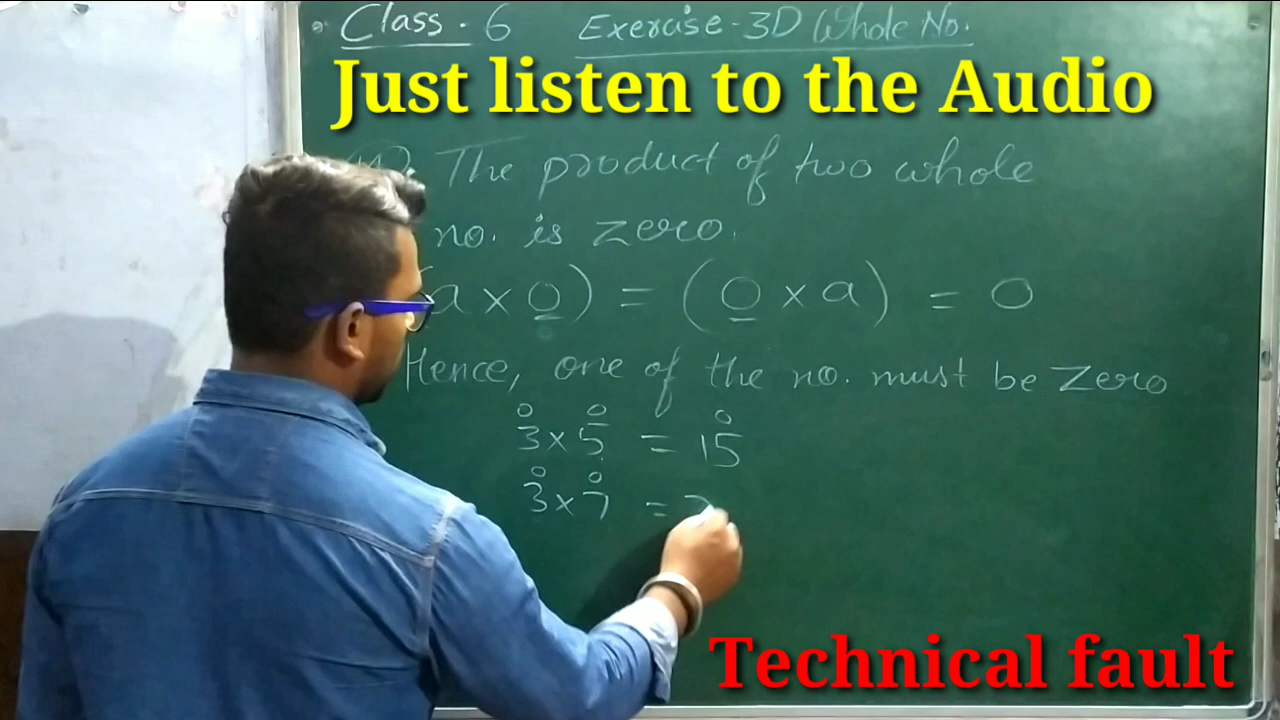 Class - 6 Exercise - 3D Whole No.
Just listen to the Audio
The product of two whole
no. is zero.
a × 0) = (0 × a) = 0
Hence, one of the no. must be Zero
o o o
3 × 5 = 15
o o
3 × 7 =
Technical fault